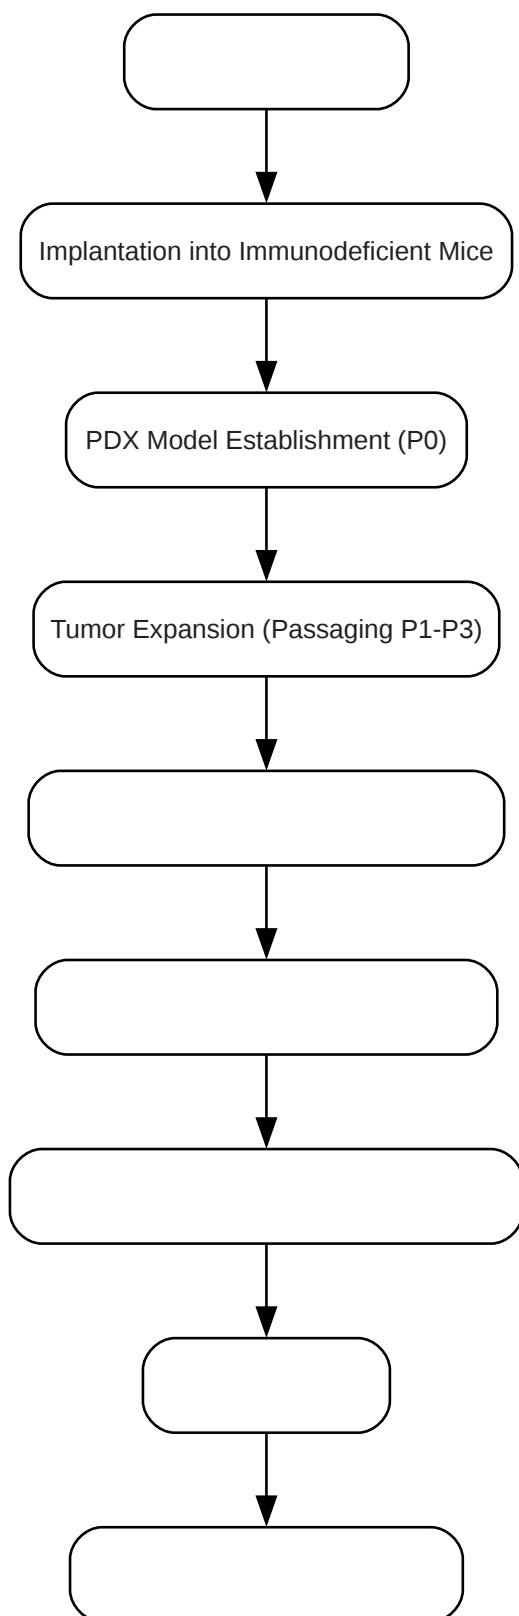 Implantation into Immunodeficient Mice
PDX Model Establishment (P0)
Tumor Expansion (Passaging P1-P3)